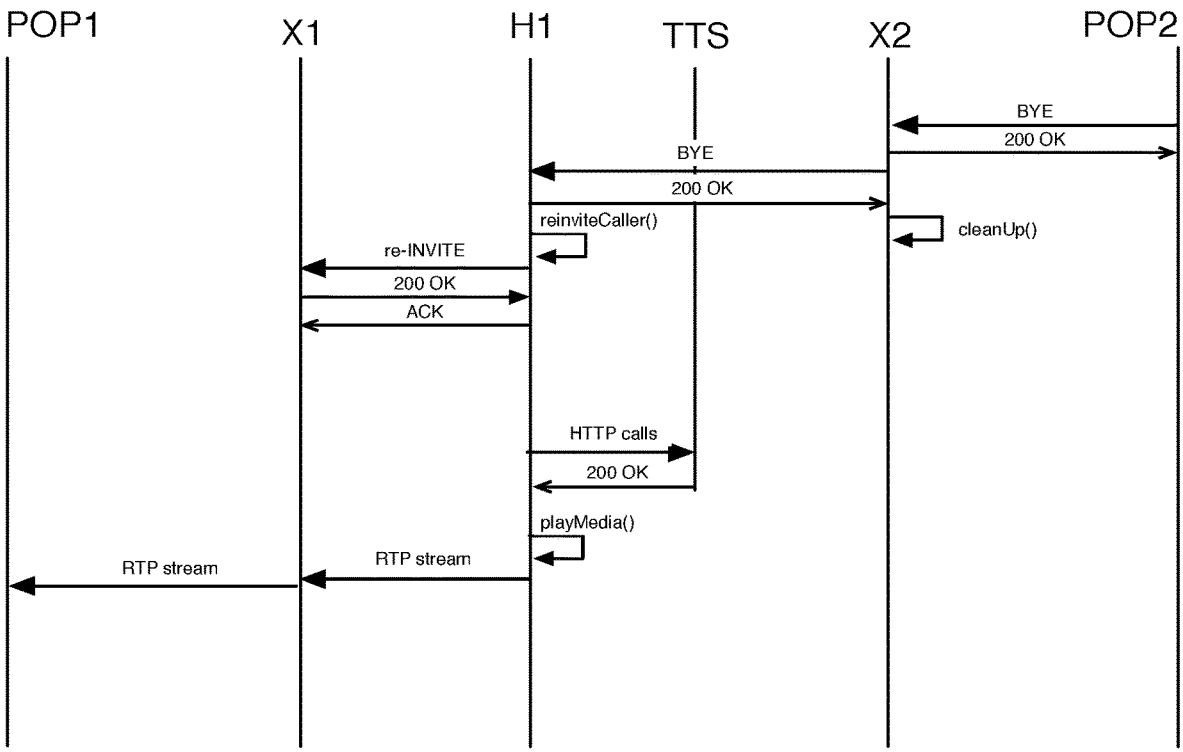 POP1
X1
H1
TTS
X2
POP2
BYE
200 OK
BYE
200 OK
reinviteCaller()
cleanUp()
re-INVITE
200 OK
ACK
HTTP calls
200 OK
playMedia()
RTP stream
RTP stream